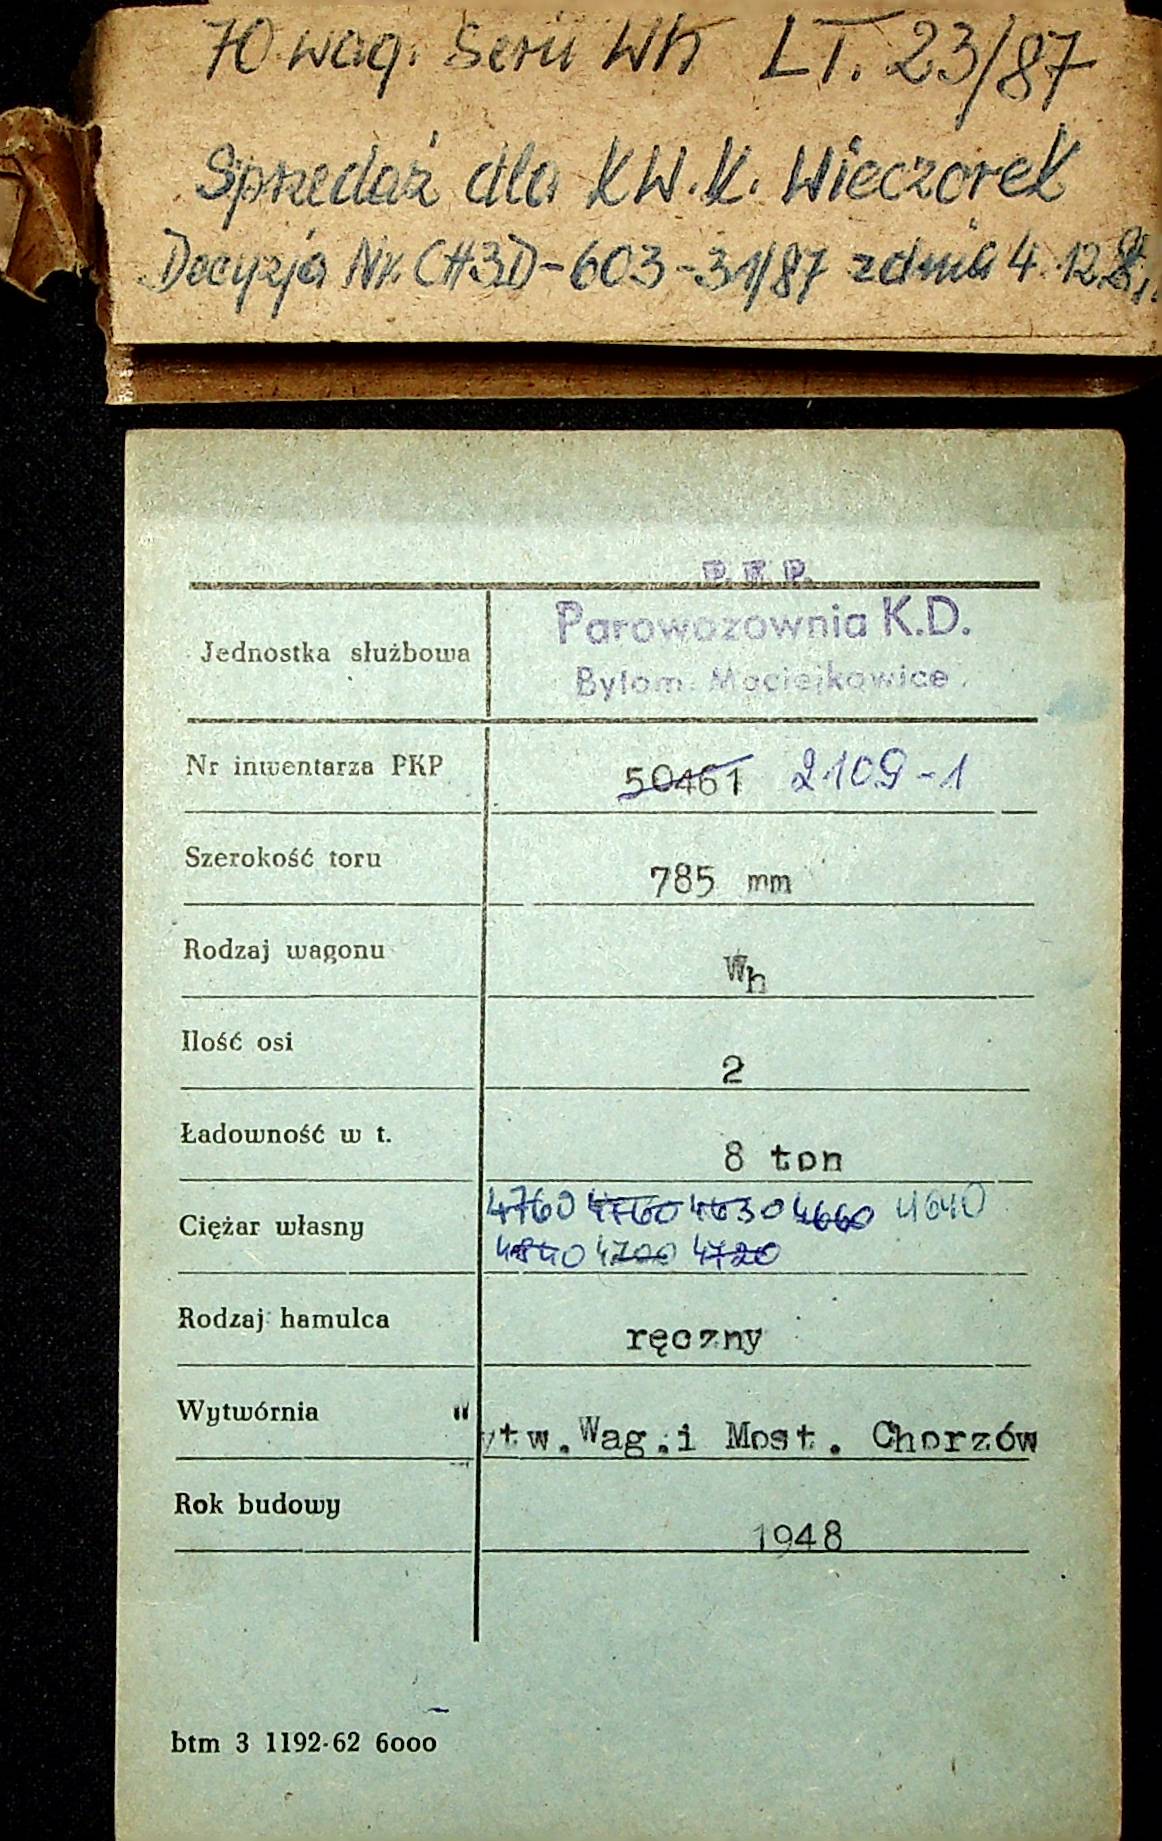 70 wag. Serii Wh LT. 23/87
Sprzedaż dla KW.K. Wieczorek
Decyzja Nr. CH3D-603-31/87 z dnia 4.12.
P. K. P.
Jednostka służbowa Parowozownia K.D.
Bytom Maciejkowice.
Nr inwentarza PKP 50461 2109-1
Szerokość toru 785 mm
Rodzaj wagonu Wh
Ilość osi 2
Ładowność w t. 8 ton
Ciężar własny 4760 4760 4630 4660 4640
4840 4700 4720
Rodzaj hamulca ręczny
Wytwórnia "ytw.Wag.i Most. Chorzów
Rok budowy 1948
btm 3 1192-62 6000